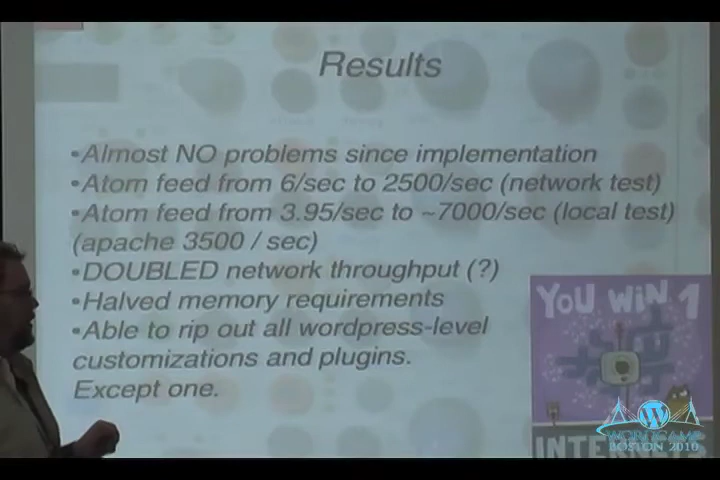 Results
•Almost NO problems since implementation
•Atom feed from 6/sec to 2500/sec (network test)
•Atom feed from 3.95/sec to ~7000/sec (local test)
(apache 3500 / sec)
•DOUBLED network throughput (?)
•Halved memory requirements
•Able to rip out all wordpress-level
customizations and plugins.
Except one.
YOU WIN 1
WORDCAMP
BOSTON 2010